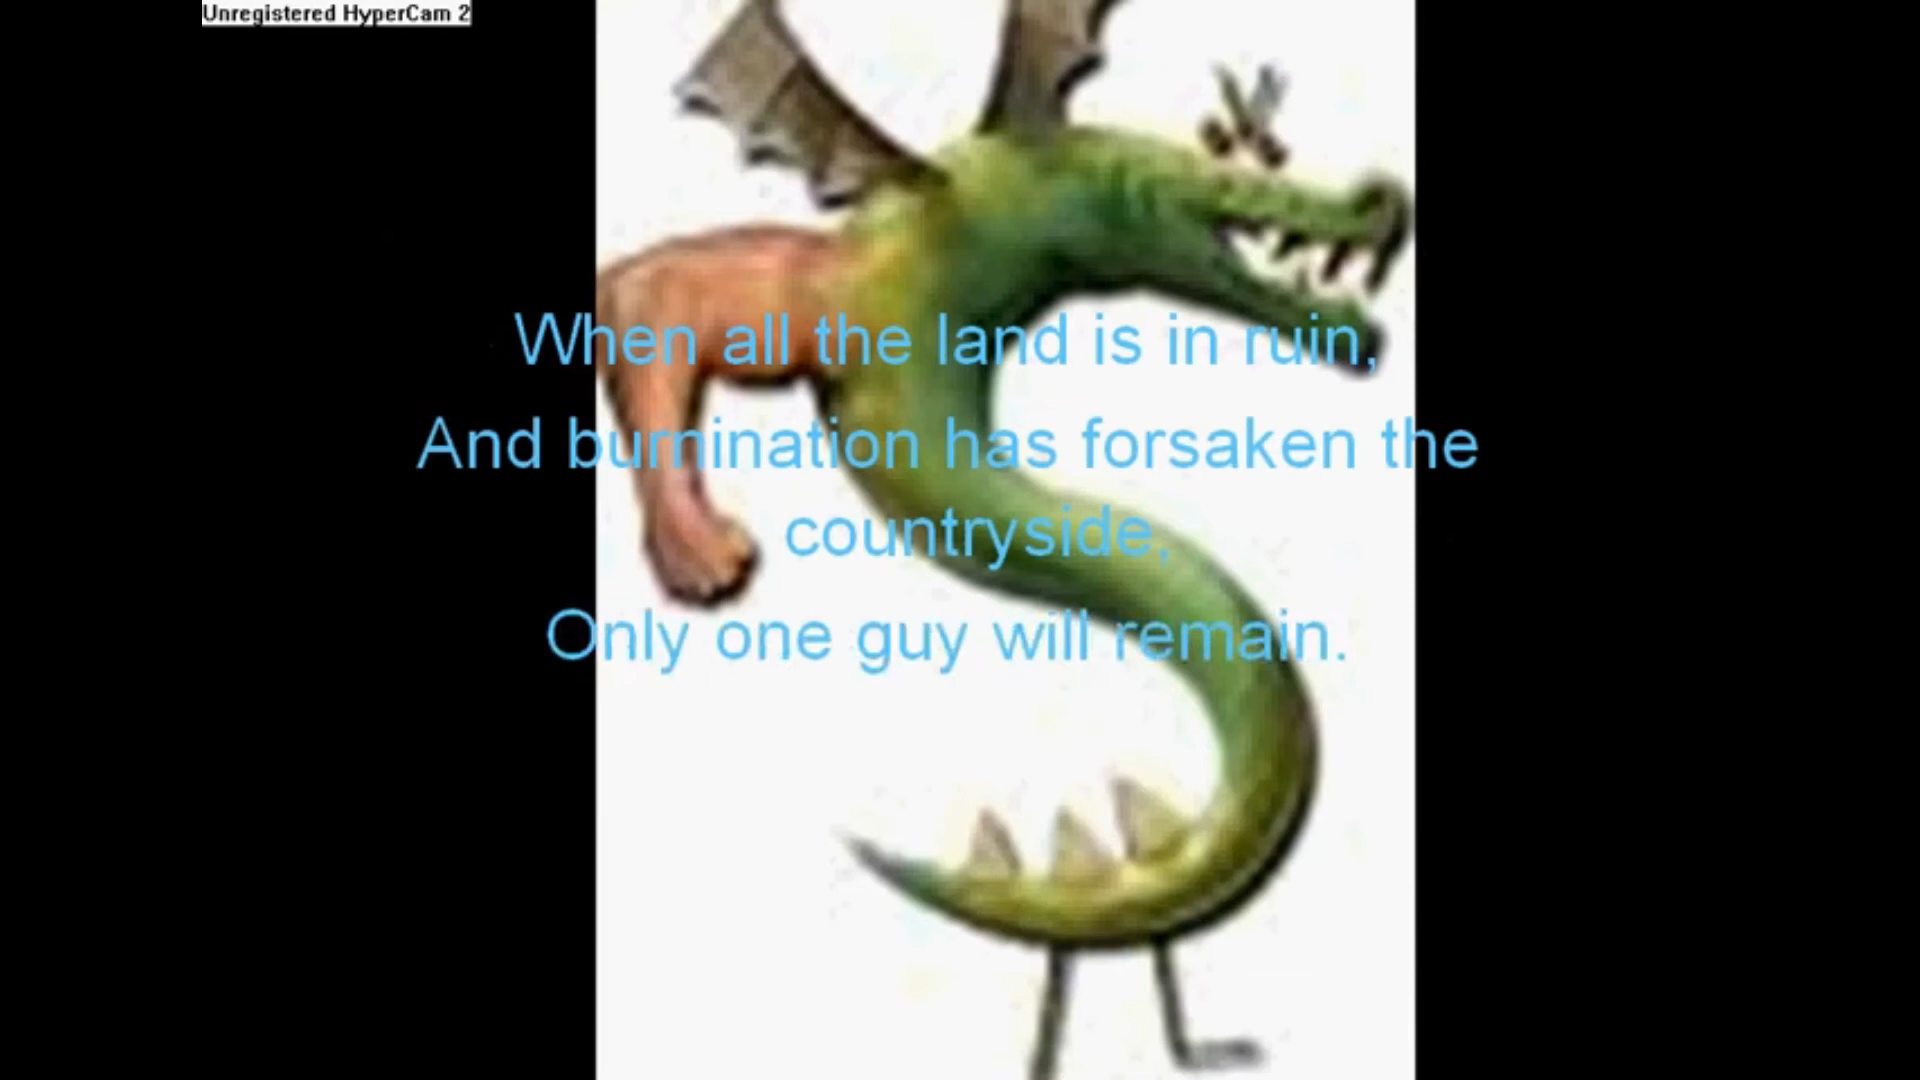 Unregistered HyperCam 2
When all the land is in ruin,
And burnination has forsaken the
countryside,
Only one guy will remain.